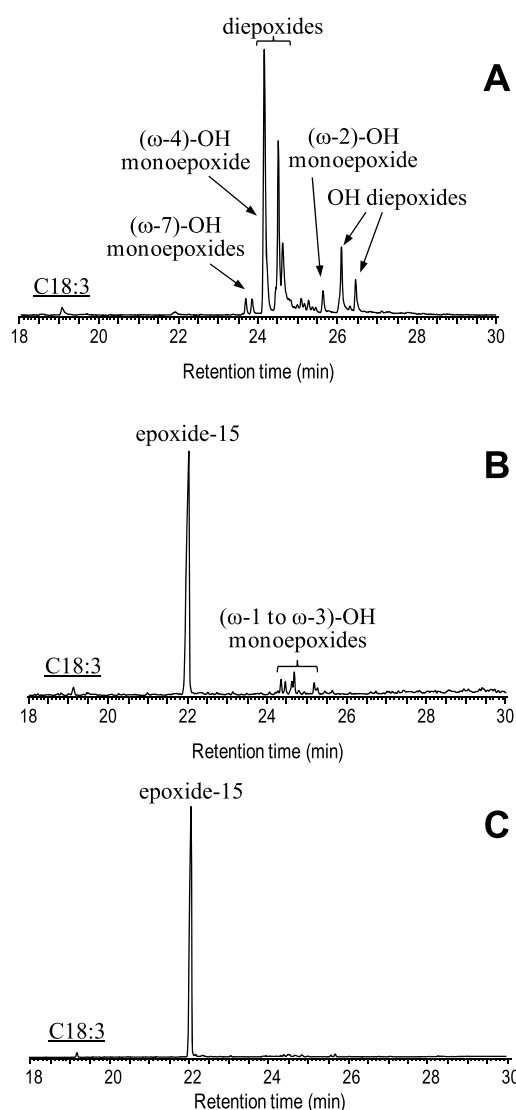 diepoxides
A
(ω-4)-OH
monoepoxide
(ω-2)-OH
monoepoxide
OH diepoxides
(ω-7)-OH
monoepoxides
C18:3
18 20 22 24 26 28 30
Retention time (min)
epoxide-15
B
(ω-1 to ω-3)-OH
monoepoxides
C18:3
18 20 22 24 26 28 30
Retention time (min)
epoxide-15
C
C18:3
18 20 22 24 26 28 30
Retention time (min)